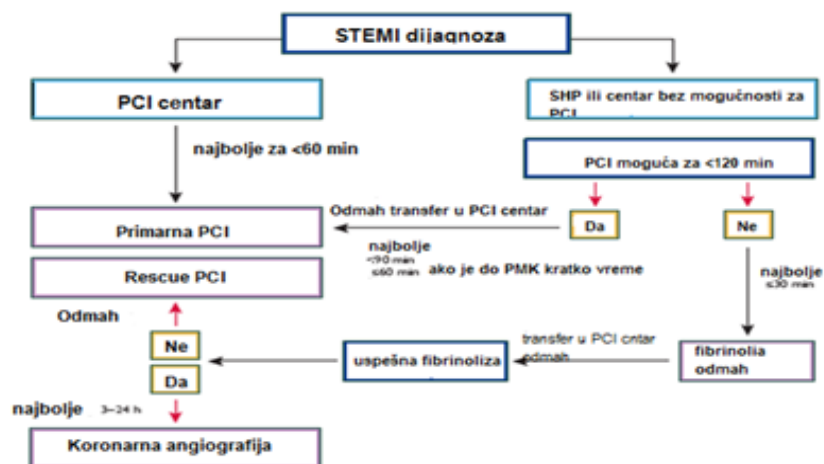 STEMI dijagnoza
PCI centar
SHP ili centar bez mogućnosti za
PCI
najbolje za <60 min
PCI moguća za <120 min
Odmah transfer u PCI centar
Da
Ne
Primarna PCI
najbolje
<90 min
≤60 min ako je do PMK kratko vreme
Rescue PCI
najbolje
≤30 min
Odmah
Ne
Da
uspešna fibrinoliza
transfer u PCI cntar
odmah
fibrinolia
odmah
najbolje 3–24 h
Koronarna angiografija